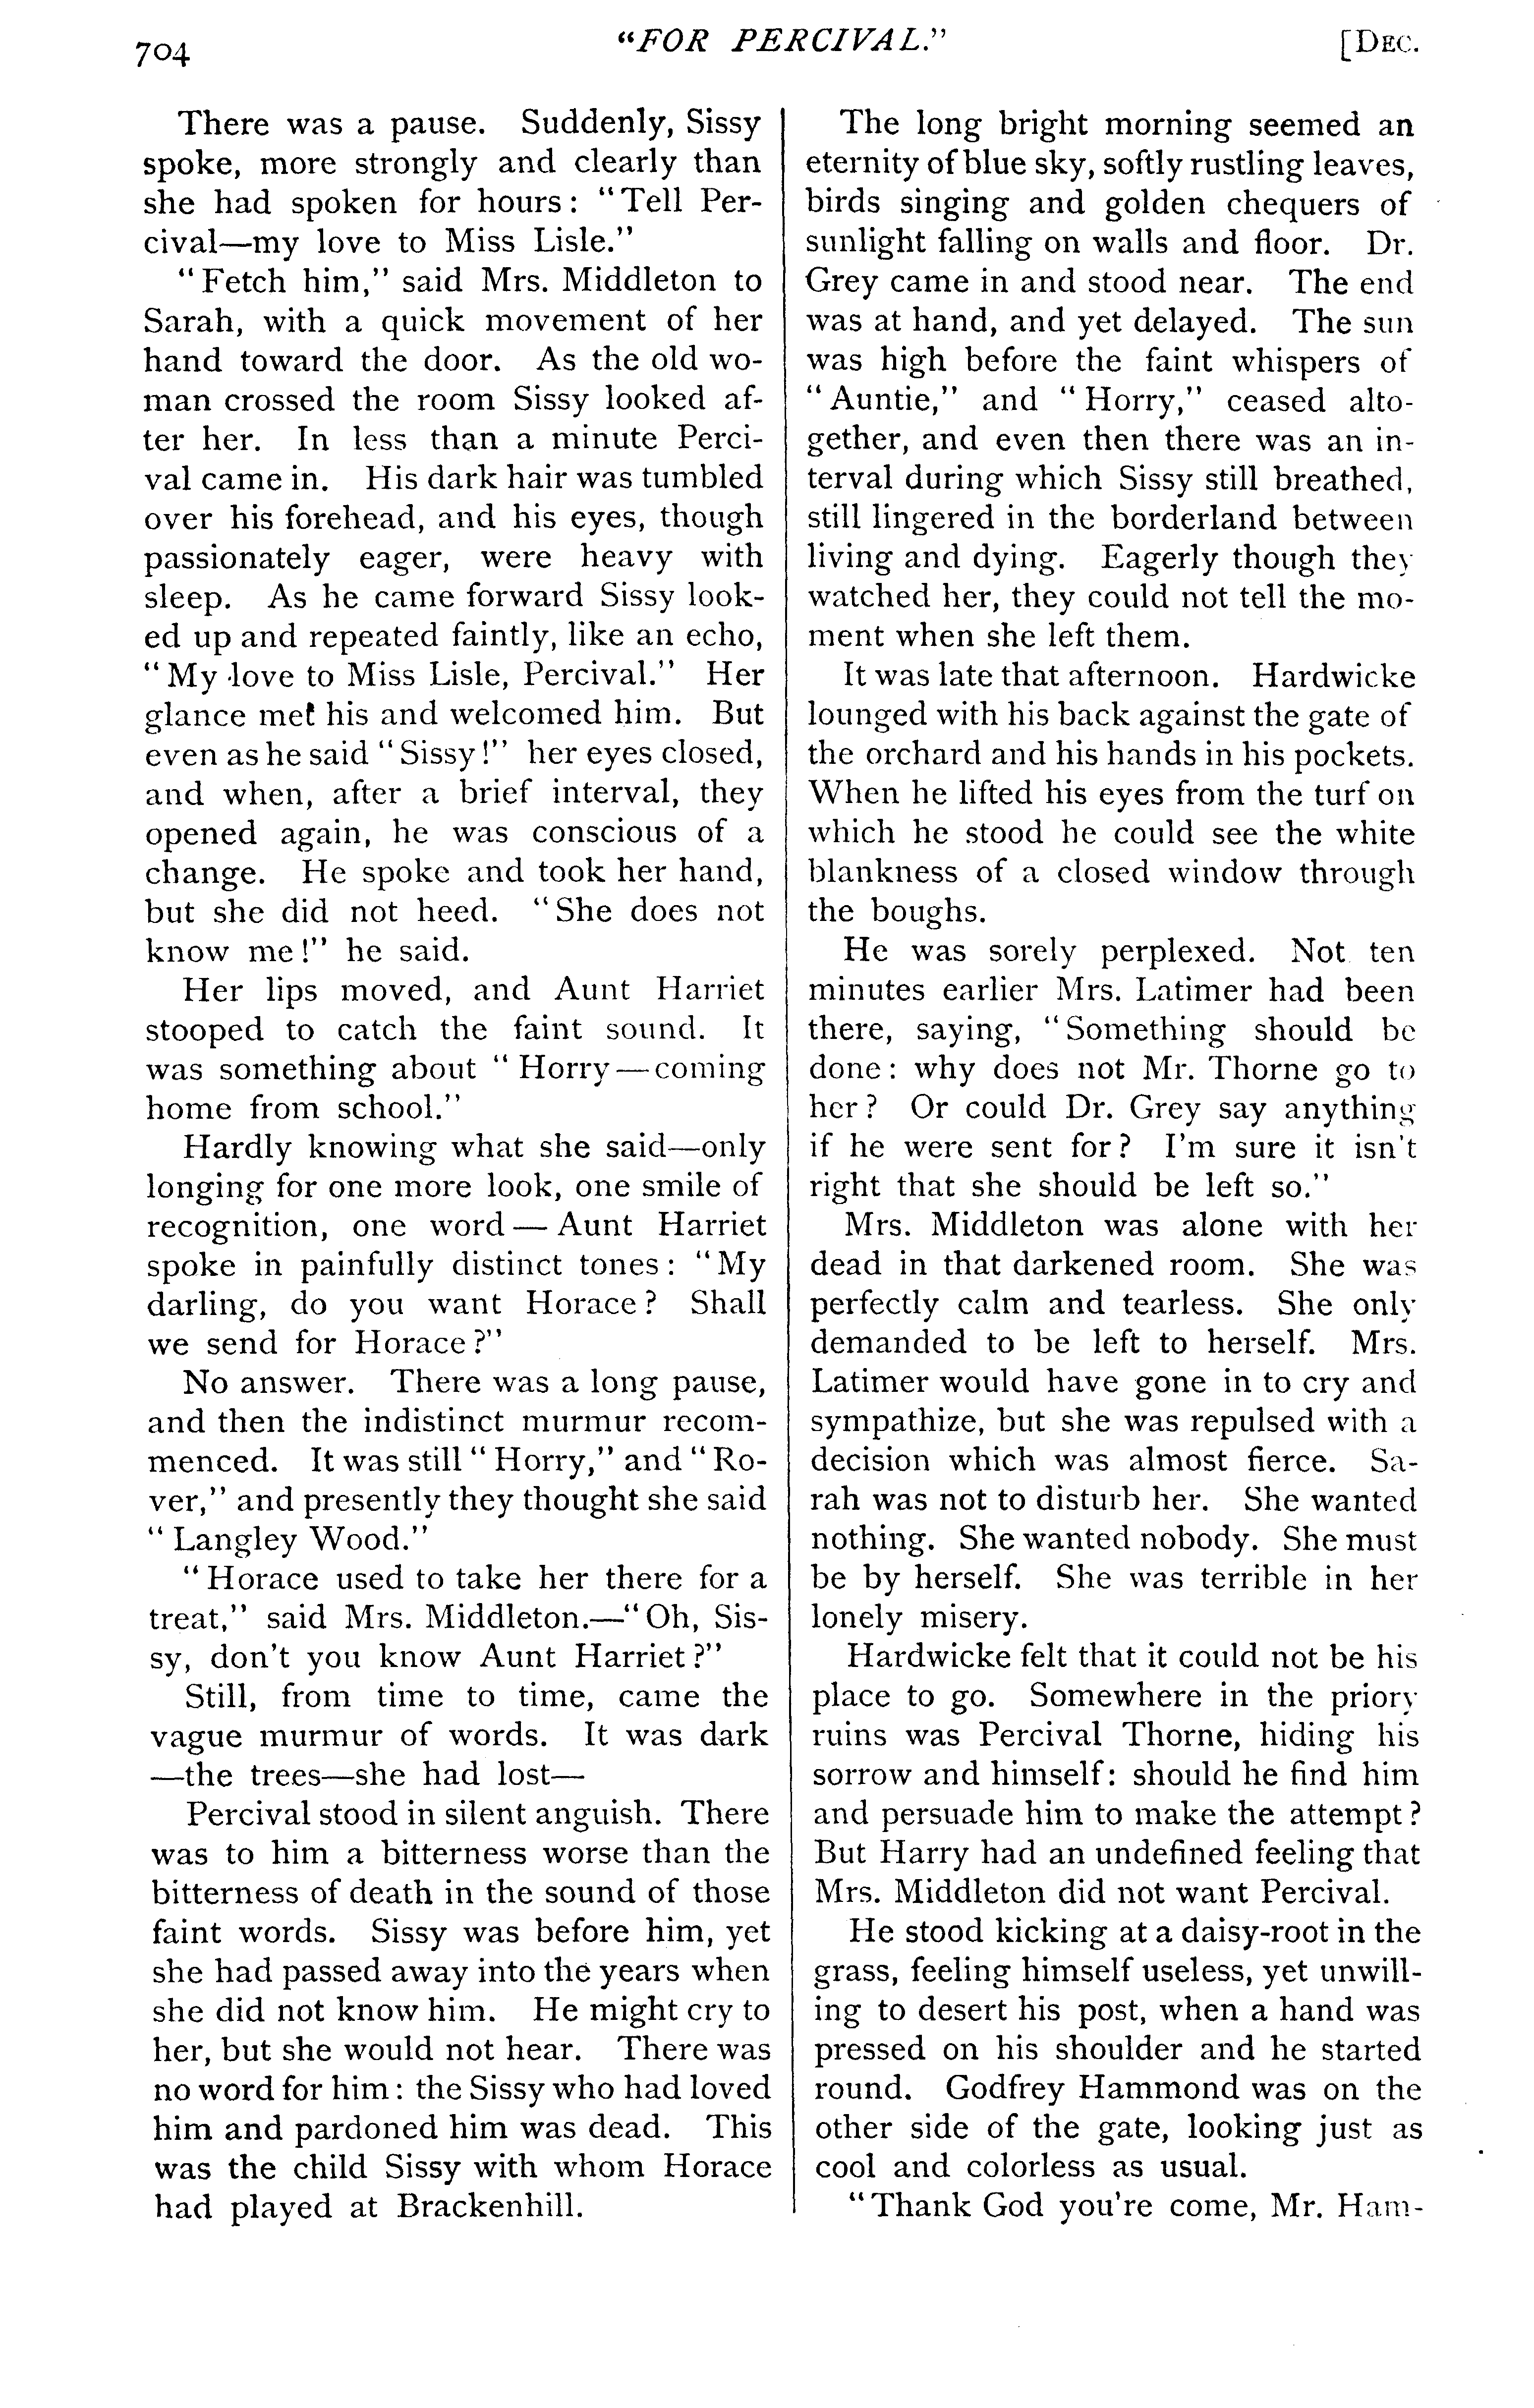 704
"FOR PERCIVAL."
[DEC.
There was a pause. Suddenly, Sissy
spoke, more strongly and clearly than
she had spoken for hours: "Tell Per-
cival—my love to Miss Lisle."
"Fetch him," said Mrs. Middleton to
Sarah, with a quick movement of her
hand toward the door. As the old wo-
man crossed the room Sissy looked af-
ter her. In less than a minute Perci-
val came in. His dark hair was tumbled
over his forehead, and his eyes, though
passionately eager, were heavy with
sleep. As he came forward Sissy look-
ed up and repeated faintly, like an echo,
"My love to Miss Lisle, Percival." Her
glance met his and welcomed him. But
even as he said "Sissy!" her eyes closed,
and when, after a brief interval, they
opened again, he was conscious of a
change. He spoke and took her hand,
but she did not heed. "She does not
know me!" he said.
Her lips moved, and Aunt Harriet
stooped to catch the faint sound. It
was something about "Horry—coming
home from school."
Hardly knowing what she said—only
longing for one more look, one smile of
recognition, one word—Aunt Harriet
spoke in painfully distinct tones: "My
darling, do you want Horace? Shall
we send for Horace?"
No answer. There was a long pause,
and then the indistinct murmur recom-
menced. It was still "Horry," and "Ro-
ver," and presently they thought she said
"Langley Wood."
"Horace used to take her there for a
treat," said Mrs. Middleton.—"Oh, Sis-
sy, don't you know Aunt Harriet?"
Still, from time to time, came the
vague murmur of words. It was dark
—the trees—she had lost—
Percival stood in silent anguish. There
was to him a bitterness worse than the
bitterness of death in the sound of those
faint words. Sissy was before him, yet
she had passed away into the years when
she did not know him. He might cry to
her, but she would not hear. There was
no word for him: the Sissy who had loved
him and pardoned him was dead. This
was the child Sissy with whom Horace
had played at Brackenhill.
The long bright morning seemed an
eternity of blue sky, softly rustling leaves,
birds singing and golden chequers of
sunlight falling on walls and floor. Dr.
Grey came in and stood near. The end
was at hand, and yet delayed. The sun
was high before the faint whispers of
"Auntie," and "Horry," ceased alto-
gether, and even then there was an in-
terval during which Sissy still breathed,
still lingered in the borderland between
living and dying. Eagerly though they
watched her, they could not tell the mo-
ment when she left them.
It was late that afternoon. Hardwicke
lounged with his back against the gate of
the orchard and his hands in his pockets.
When he lifted his eyes from the turf on
which he stood he could see the white
blankness of a closed window through
the boughs.
He was sorely perplexed. Not ten
minutes earlier Mrs. Latimer had been
there, saying, "Something should be
done: why does not Mr. Thorne go to
her? Or could Dr. Grey say anything
if he were sent for? I'm sure it isn't
right that she should be left so."
Mrs. Middleton was alone with her
dead in that darkened room. She was
perfectly calm and tearless. She only
demanded to be left to herself. Mrs.
Latimer would have gone in to cry and
sympathize, but she was repulsed with a
decision which was almost fierce. Sa-
rah was not to disturb her. She wanted
nothing. She wanted nobody. She must
be by herself. She was terrible in her
lonely misery.
Hardwicke felt that it could not be his
place to go. Somewhere in the priory
ruins was Percival Thorne, hiding his
sorrow and himself: should he find him
and persuade him to make the attempt?
But Harry had an undefined feeling that
Mrs. Middleton did not want Percival.
He stood kicking at a daisy-root in the
grass, feeling himself useless, yet unwill-
ing to desert his post, when a hand was
pressed on his shoulder and he started
round. Godfrey Hammond was on the
other side of the gate, looking just as
cool and colorless as usual.
"Thank God you're come, Mr. Ham-